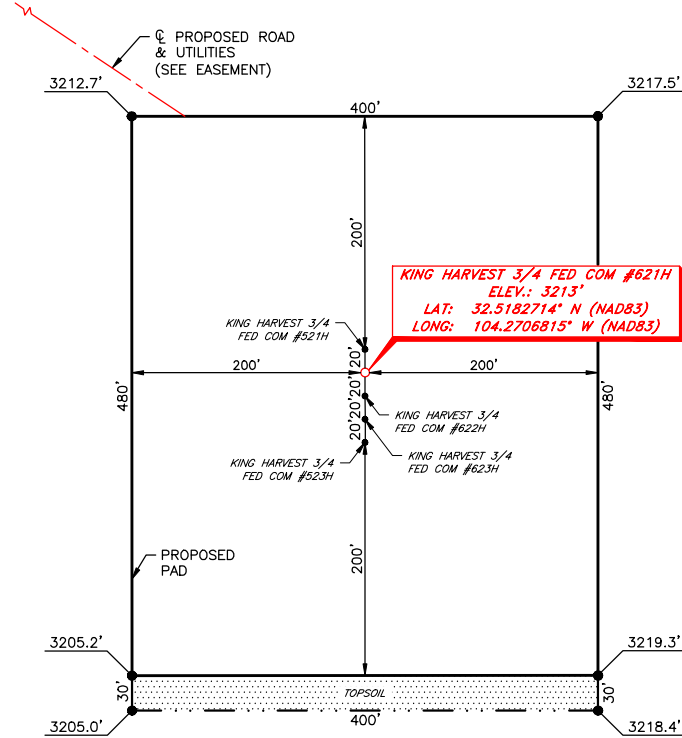 ℄ PROPOSED ROAD
& UTILITIES
(SEE EASEMENT)
3212.7'
3217.5'
400'
200'
KING HARVEST 3/4 FED COM #621H
ELEV.: 3213'
LAT: 32.5182714° N (NAD83)
LONG: 104.2706815° W (NAD83)
KING HARVEST 3/4
FED COM #521H
20'
200'
200'
480'
480'
20'
KING HARVEST 3/4
FED COM #622H
20'
20'
KING HARVEST 3/4
FED COM #623H
KING HARVEST 3/4
FED COM #523H
200'
PROPOSED
PAD
3205.2'
3219.3'
30'
TOPSOIL
30'
3205.0'
400'
3218.4'